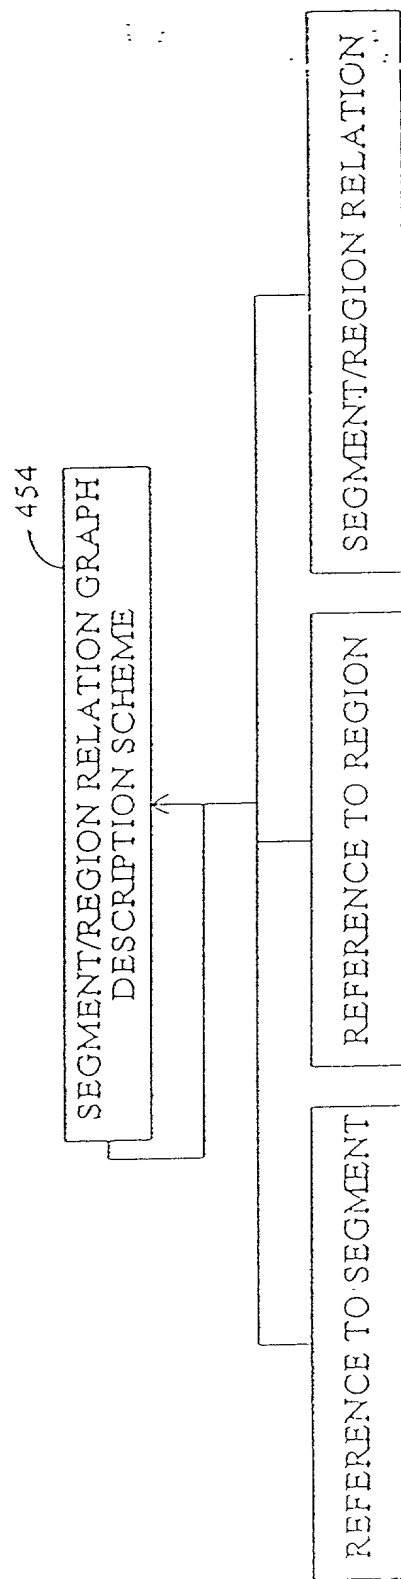 454
SEGMENT/REGION RELATION GRAPH
DESCRIPTION SCHEME
REFERENCE TO SEGMENT
REFERENCE TO REGION
SEGMENT/REGION RELATION